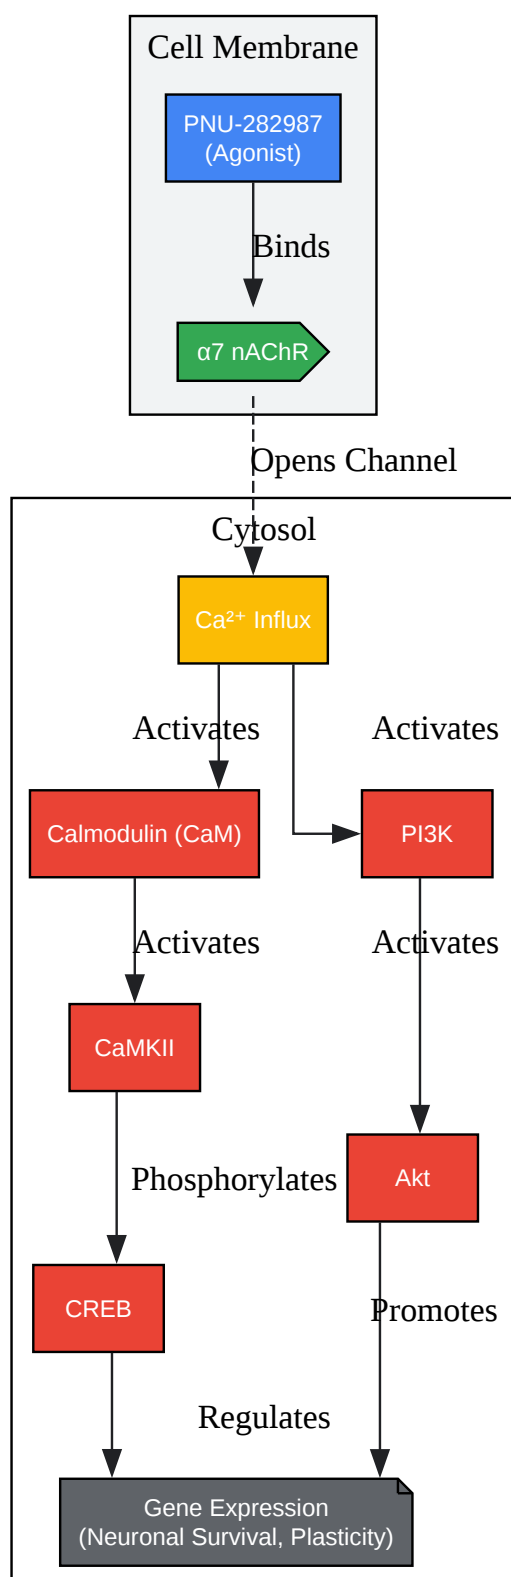 Cell Membrane
PNU-282987
(Agonist)
Binds
α7 nAChR
Opens Channel
Cytosol
Ca²⁺ Influx
Activates
Activates
Calmodulin (CaM)
PI3K
Activates
Activates
CaMKII
Akt
Phosphorylates
CREB
Promotes
Regulates
Gene Expression
(Neuronal Survival, Plasticity)